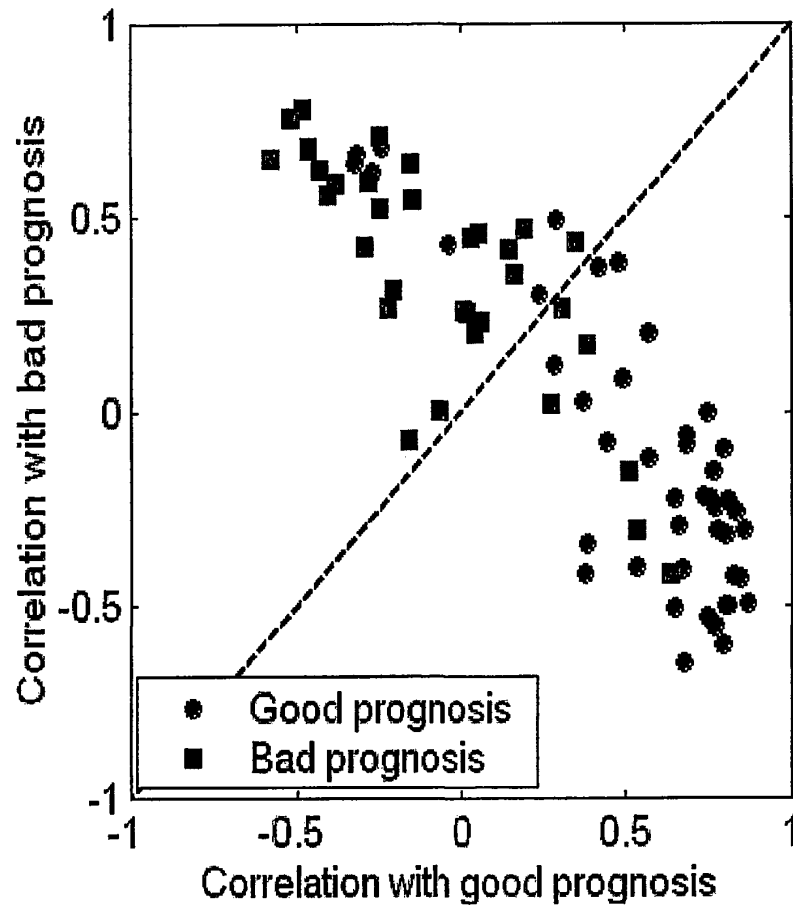 Correlation with bad prognosis
1
0.5
0
-0.5
-1
Good prognosis
Bad prognosis
-1
-0.5
0
0.5
1
Correlation with good prognosis